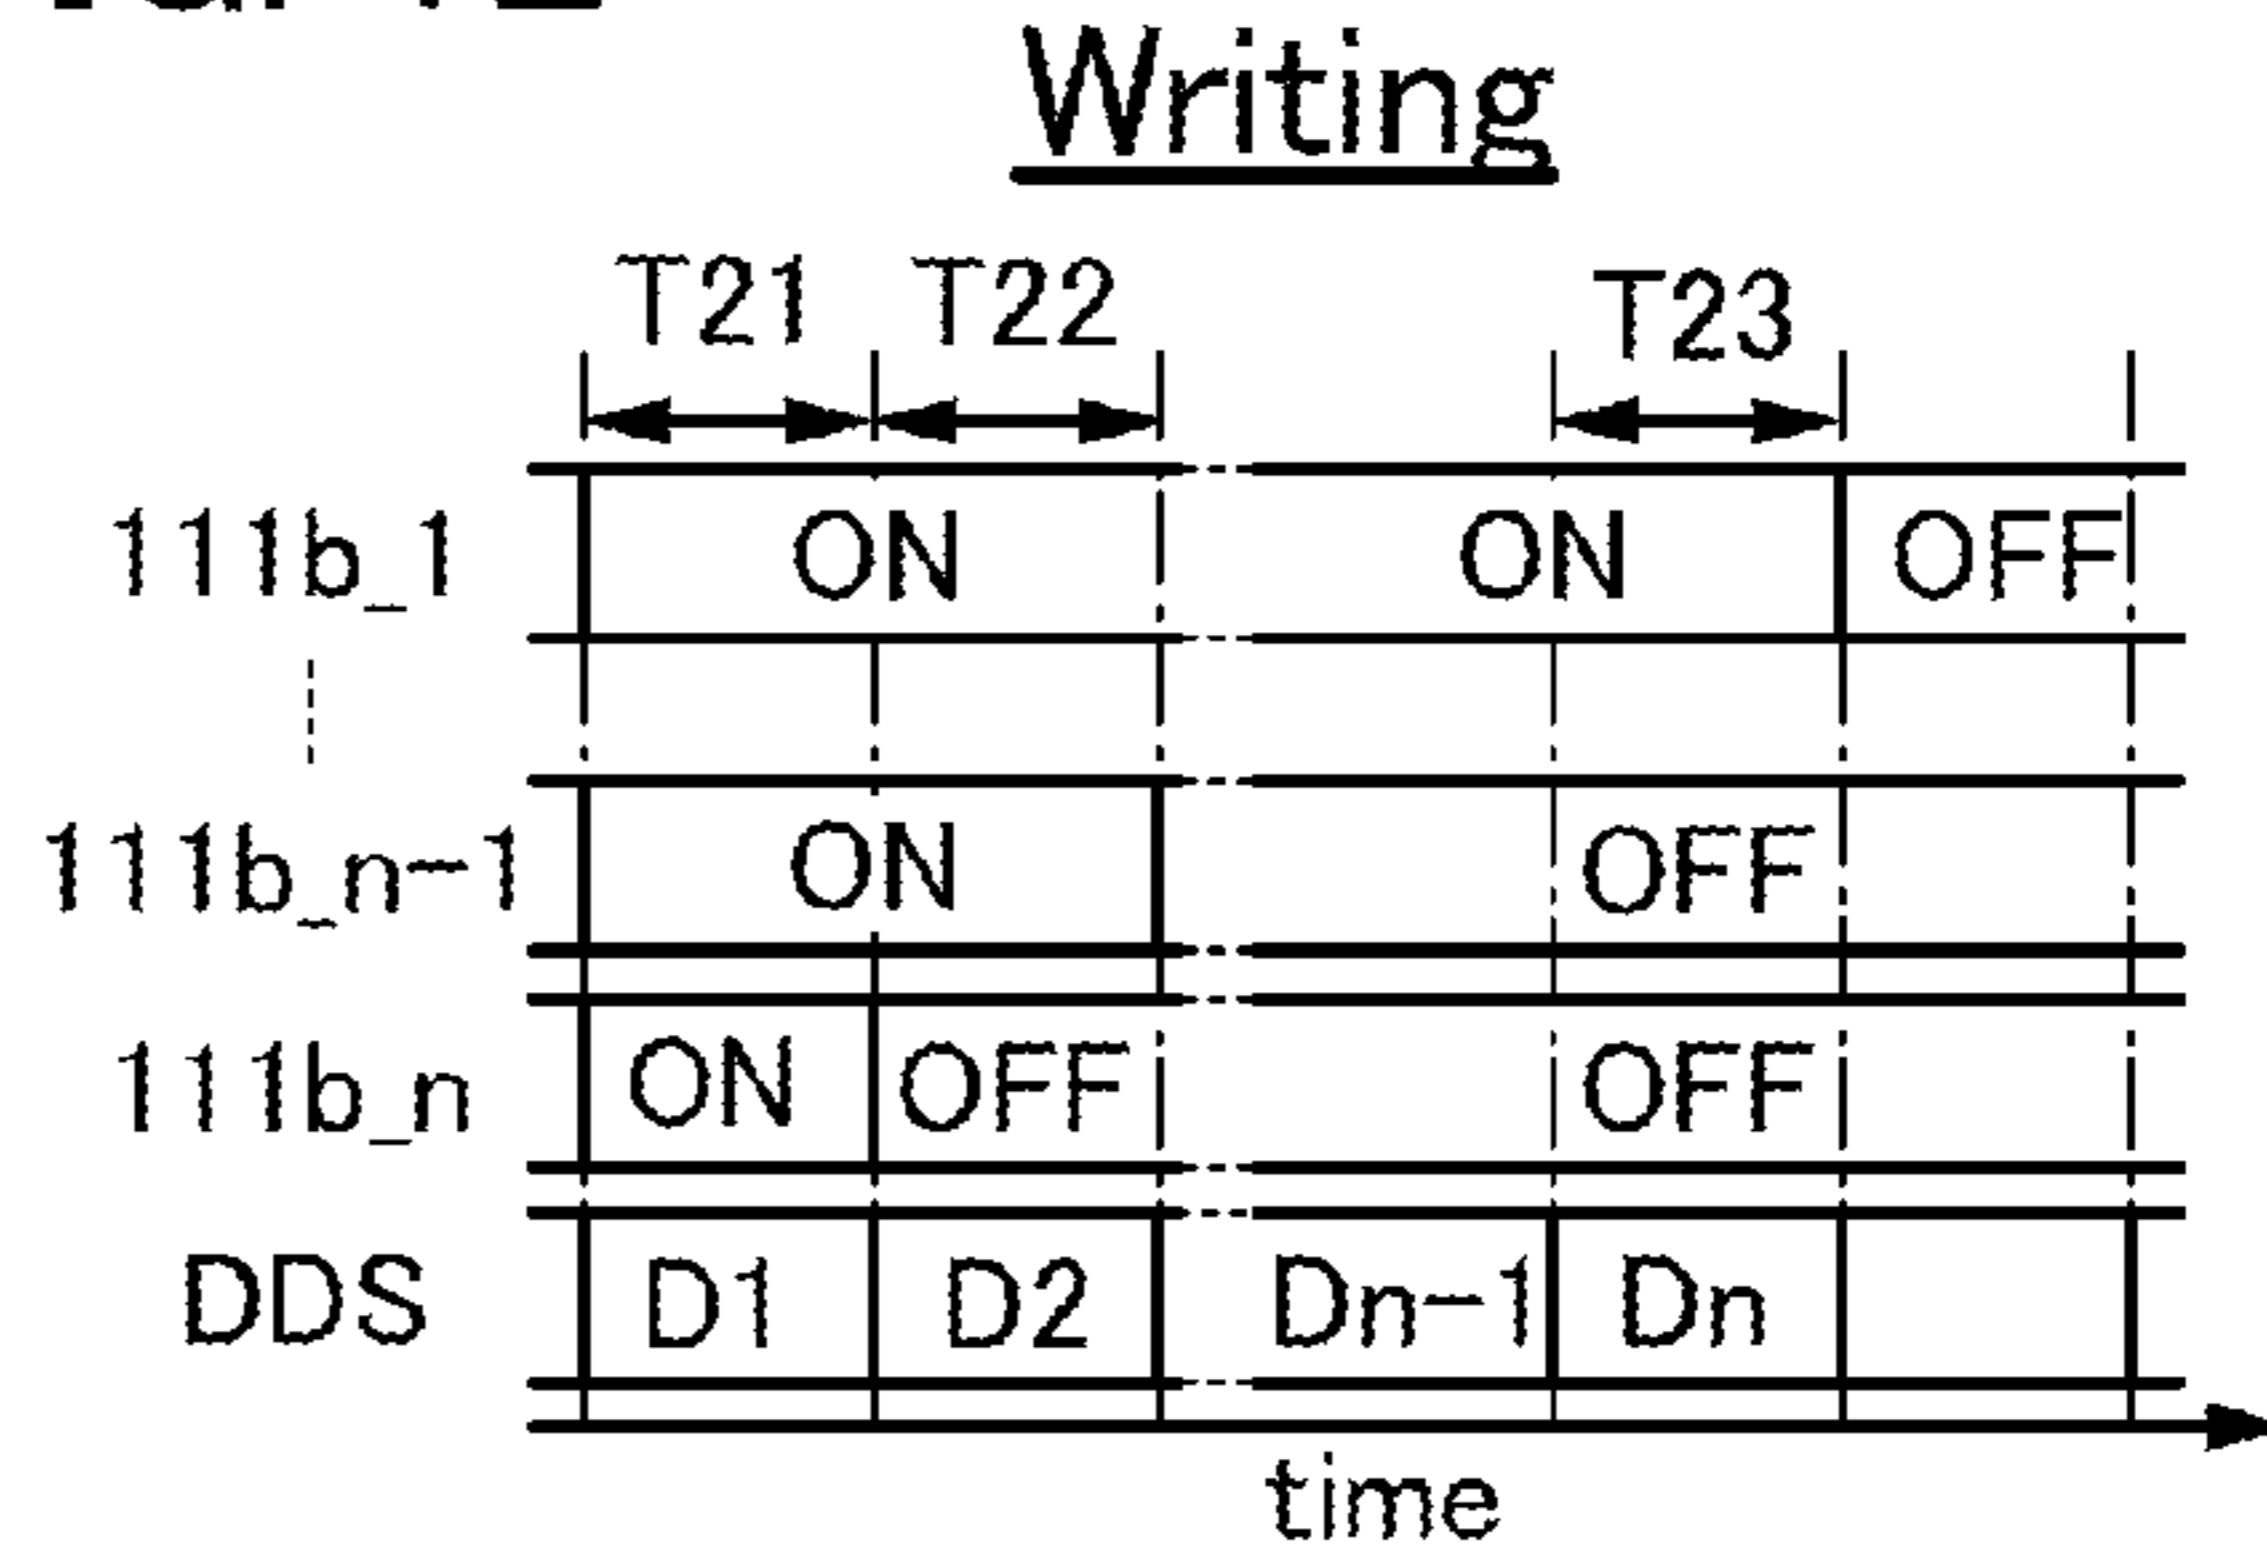 Writing
T21 T22 T23
111b_1 ON ON OFF
111b_n-1 ON OFF
111b_n ON OFF OFF
DDS D1 D2 Dn-1 Dn
time